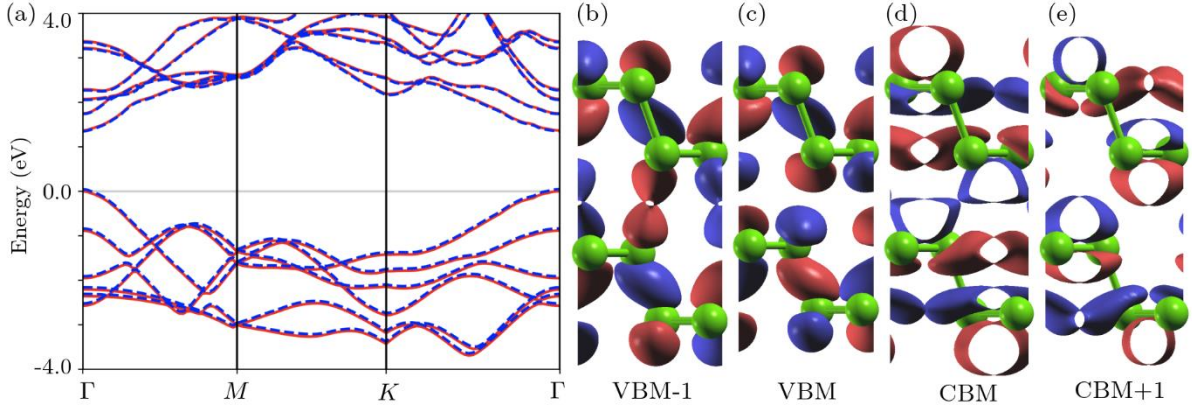 (a)
(b)
(c)
(d)
(e)
4.0
0.0
-4.0
Energy (eV)
Γ
M
K
Γ
VBM-1
VBM
CBM
CBM+1